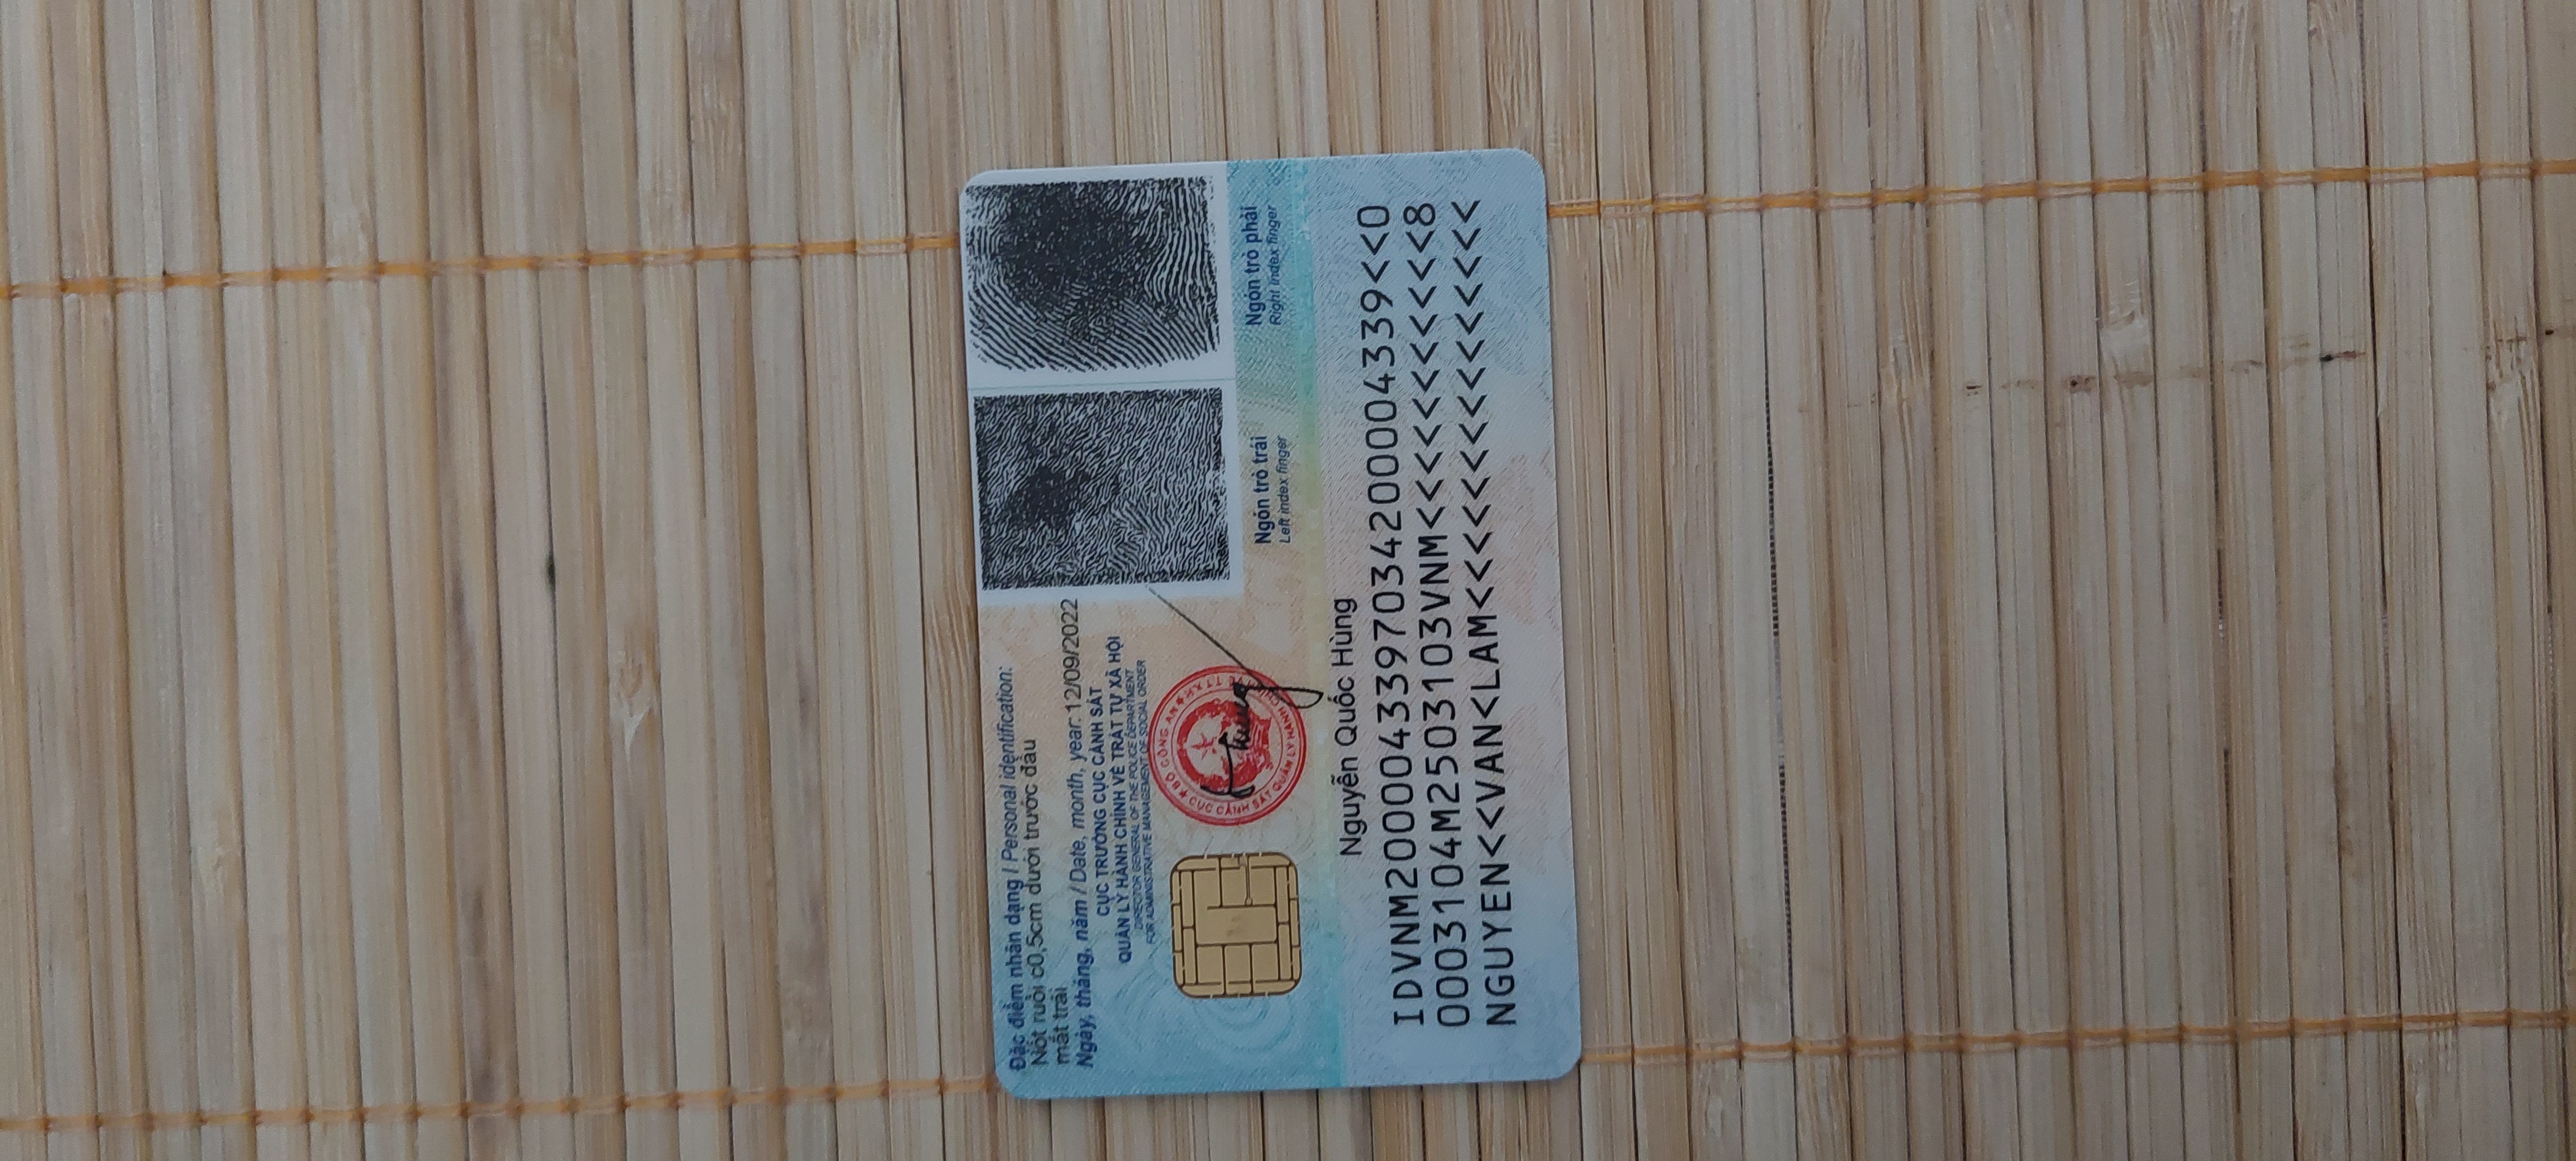 Đặc điểm nhân dạng / Personal identification:
Nốt ruồi c0,5cm dưới trước đầu
mắt trái
Ngày, tháng, năm / Date, month, year: 12/09/2022
CỤC TRƯỞNG CỤC CẢNH SÁT
QUẢN LÝ HÀNH CHÍNH VỀ TRẬT TỰ XÃ HỘI
DIRECTOR GENERAL OF THE POLICE DEPARTMENT
FOR ADMINISTRATIVE MANAGEMENT OF SOCIAL ORDER
BỘ CÔNG AN
CỤC CẢNH SÁT QUẢN LÝ HÀNH
Ngón trỏ trái
Left index finger
Ngón trỏ phải
Right index finger
Nguyễn Quốc Hùng
IDVNM2000043397034200004339<<0
0003104M2503103VNM<<<<<<<<<<<8
NGUYEN<<VAN<LAM<<<<<<<<<<<<<<<